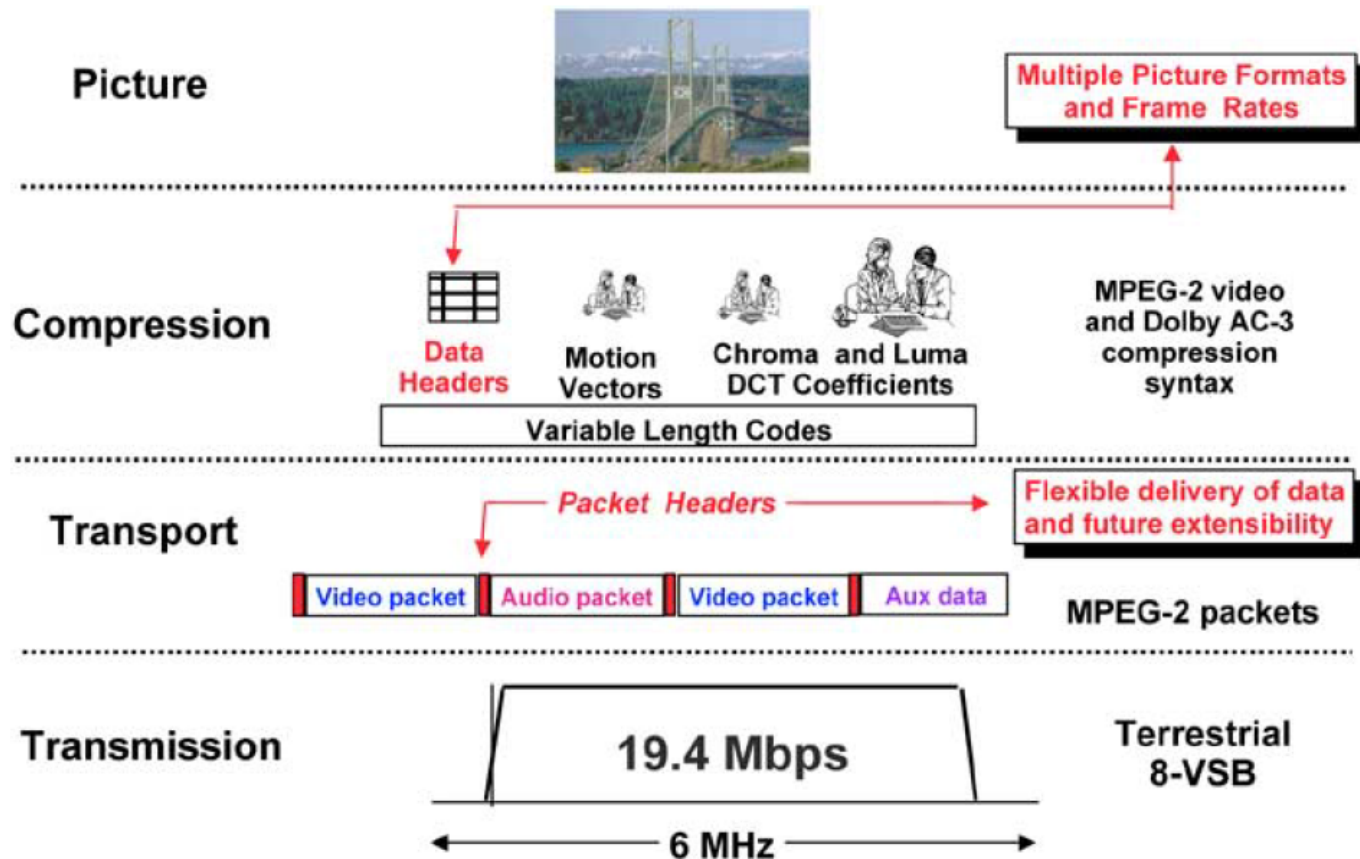 Picture
Multiple Picture Formats
and Frame Rates
Compression
Data
Headers
Motion
Vectors
Chroma and Luma
DCT Coefficients
Variable Length Codes
MPEG-2 video
and Dolby AC-3
compression
syntax
Transport
Packet Headers
Flexible delivery of data
and future extensibility
Video packet
Audio packet
Video packet
Aux data
MPEG-2 packets
Transmission
19.4 Mbps
Terrestrial
8-VSB
6 MHz